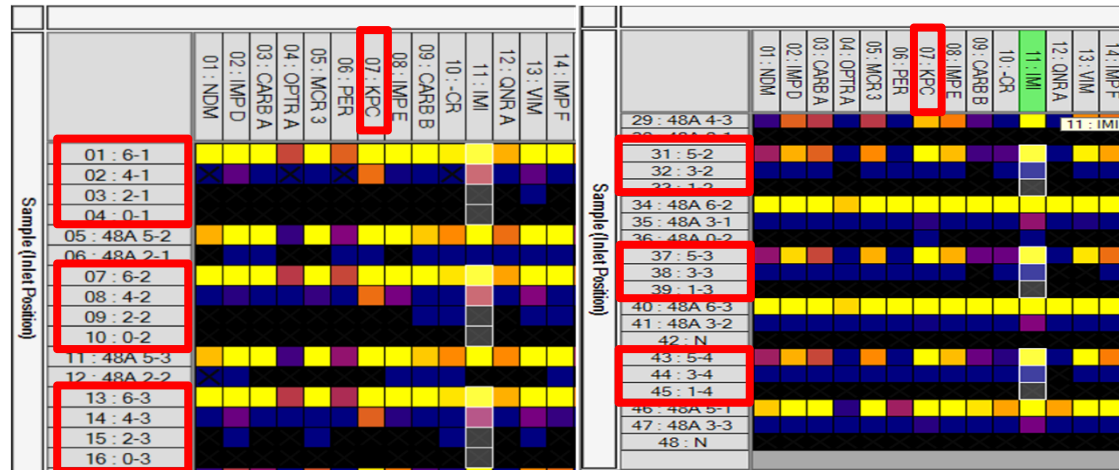 01 : NDM
02 : IMP D
03 : CARB A
04 : OPTR A
05 : MCR 3
06 : PER
07 : KPC
08 : IMP E
09 : CARB B
10 : -CR
11 : IMI
12 : QNR A
13 : VIM
14 : IMP F
Sample (Inlet Position)
01 : 6-1
02 : 4-1
03 : 2-1
04 : 0-1
05 : 48A 5-2
06 : 48A 2-1
07 : 6-2
08 : 4-2
09 : 2-2
10 : 0-2
11 : 48A 5-3
12 : 48A 2-2
13 : 6-3
14 : 4-3
15 : 2-3
16 : 0-3
01 : NDM
02 : IMP D
03 : CARB A
04 : OPTR A
05 : MCR 3
06 : PER
07 : KPC
08 : IMP E
09 : CARB B
10 : -CR
11 : IMI
12 : QNR A
13 : VIM
14 : IMP F
11 : IMI
Sample (Inlet Position)
29 : 48A 4-3
31 : 5-2
32 : 3-2
33 : 1-2
34 : 48A 6-2
35 : 48A 3-1
36 : 48A 0-2
37 : 5-3
38 : 3-3
39 : 1-3
40 : 48A 6-3
41 : 48A 3-2
42 : N
43 : 5-4
44 : 3-4
45 : 1-4
46 : 48A 5-1
47 : 48A 3-3
48 : N